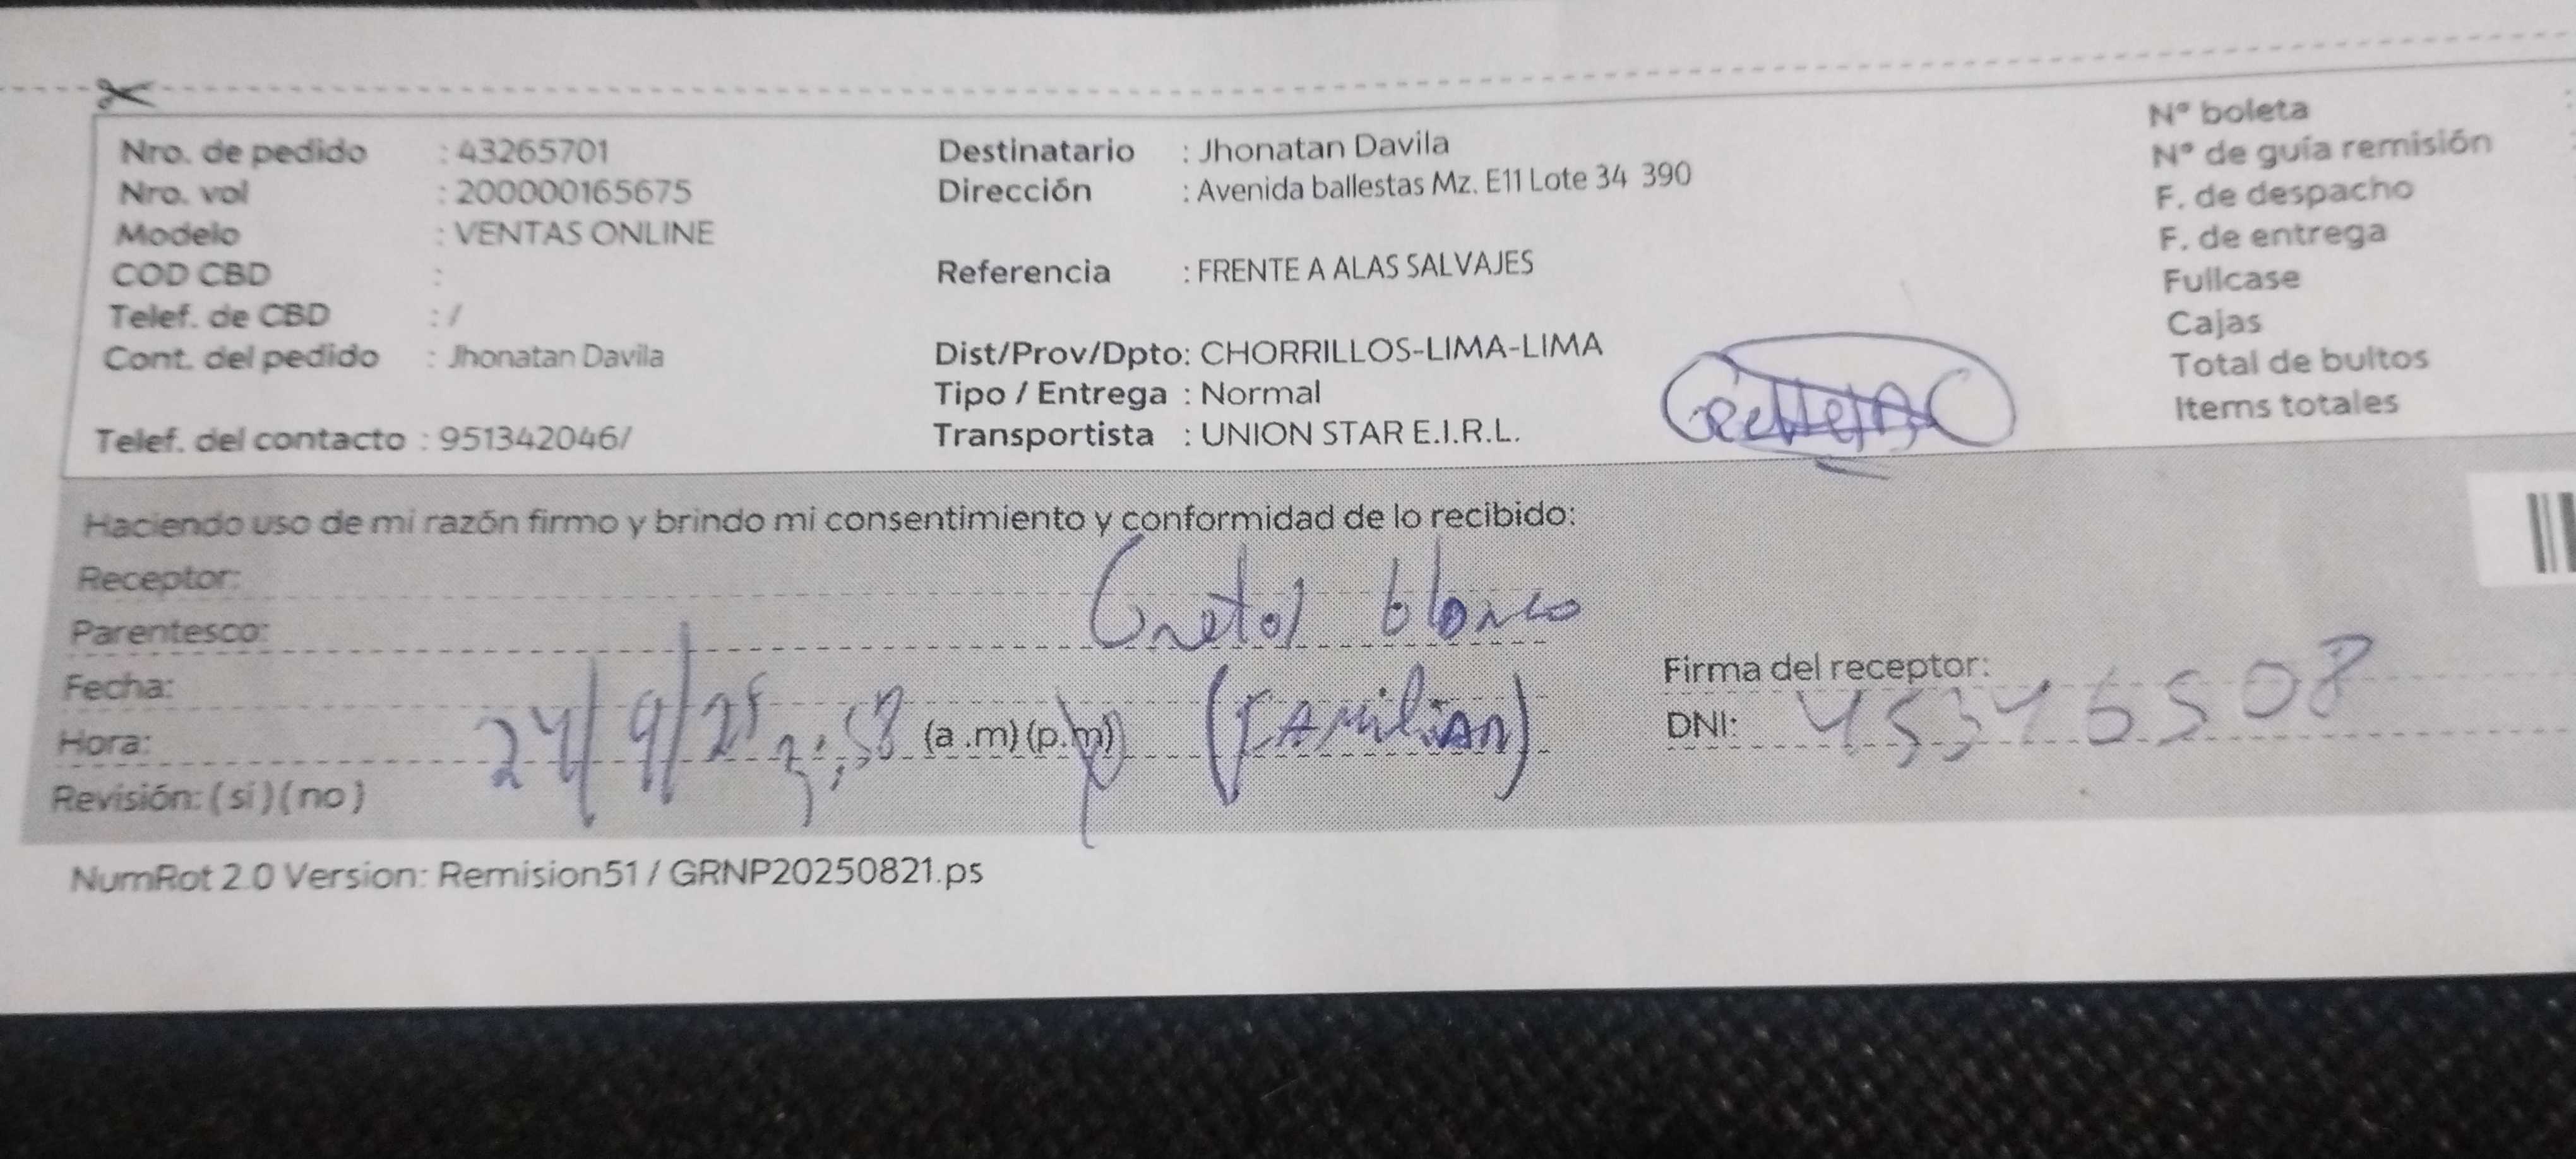 Nro. de pedido : 43265701
Nro. vol : 200000165675
Modelo : VENTAS ONLINE
COD CBD :
Telef. de CBD : /
Cont. del pedido : Jhonatan Davila
Telef. del contacto : 951342046/
Destinatario : Jhonatan Davila
Dirección : Avenida ballestas Mz. E11 Lote 34 390
Referencia : FRENTE A ALAS SALVAJES
Dist/Prov/Dpto: CHORRILLOS-LIMA-LIMA
Tipo / Entrega : Normal
Transportista : UNION STAR E.I.R.L.
Nº boleta
Nº de guía remisión
F. de despacho
F. de entrega
Fullcase
Cajas
Total de bultos
Items totales
Haciendo uso de mi razón firmo y brindo mi consentimiento y conformidad de lo recibido:
Receptor:
Parentesco: blanco
Fecha: 24/9/25
Hora: 3:58 (a .m) (p.m) (Familiar)
Revisión: ( si ) ( no )
Firma del receptor:
DNI:
NumRot 2.0 Version: Remision51 / GRNP20250821.ps